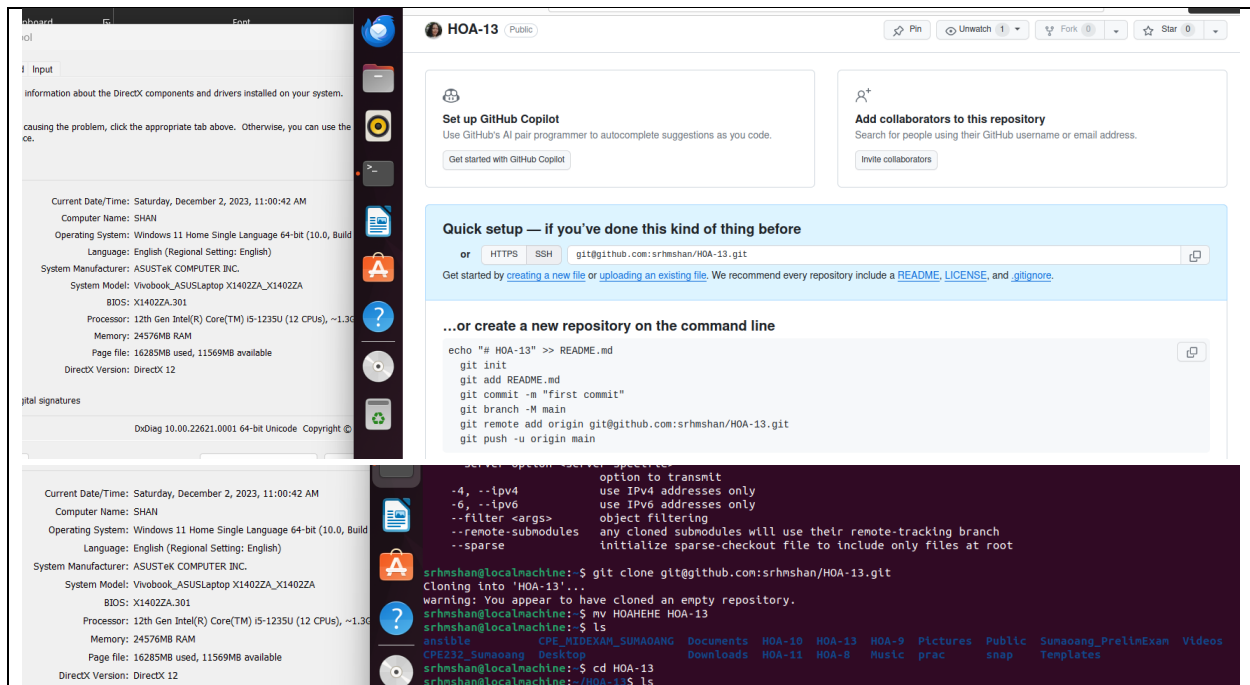 Font
ool
Input
information about the DirectX components and drivers installed on your system.
causing the problem, click the appropriate tab above. Otherwise, you can use the
ce.
Current Date/Time: Saturday, December 2, 2023, 11:00:42 AM
Computer Name: SHAN
Operating System: Windows 11 Home Single Language 64-bit (10.0, Build
Language: English (Regional Setting: English)
System Manufacturer: ASUSTeK COMPUTER INC.
System Model: Vivobook_ASUSLaptop X1402ZA_X1402ZA
BIOS: X1402ZA.301
Processor: 12th Gen Intel(R) Core(TM) i5-1235U (12 CPUs), ~1.3G
Memory: 24576MB RAM
Page file: 16285MB used, 11569MB available
DirectX Version: DirectX 12
gital signatures
DxDiag 10.00.22621.0001 64-bit Unicode Copyright ©
HOA-13 Public
Pin Unwatch 1 Fork 0 Star 0
Set up GitHub Copilot
Use GitHub's AI pair programmer to autocomplete suggestions as you code.
Get started with GitHub Copilot
Add collaborators to this repository
Search for people using their GitHub username or email address.
Invite collaborators
Quick setup — if you've done this kind of thing before
or HTTPS SSH git@github.com:srhmshan/HOA-13.git
Get started by creating a new file or uploading an existing file. We recommend every repository include a README, LICENSE, and .gitignore.
…or create a new repository on the command line
echo "# HOA-13" >> README.md
git init
git add README.md
git commit -m "first commit"
git branch -M main
git remote add origin git@github.com:srhmshan/HOA-13.git
git push -u origin main
Current Date/Time: Saturday, December 2, 2023, 11:00:42 AM
Computer Name: SHAN
Operating System: Windows 11 Home Single Language 64-bit (10.0, Build
Language: English (Regional Setting: English)
System Manufacturer: ASUSTeK COMPUTER INC.
System Model: Vivobook_ASUSLaptop X1402ZA_X1402ZA
BIOS: X1402ZA.301
Processor: 12th Gen Intel(R) Core(TM) i5-1235U (12 CPUs), ~1.3G
Memory: 24576MB RAM
Page file: 16285MB used, 11569MB available
DirectX Version: DirectX 12
option to transmit
-4, --ipv4 use IPv4 addresses only
-6, --ipv6 use IPv6 addresses only
--filter <args> object filtering
--remote-submodules any cloned submodules will use their remote-tracking branch
--sparse initialize sparse-checkout file to include only files at root
srhmshan@localmachine:~$ git clone git@github.com:srhmshan/HOA-13.git
Cloning into 'HOA-13'...
warning: You appear to have cloned an empty repository.
srhmshan@localmachine:~$ mv HOAHEHE HOA-13
srhmshan@localmachine:~$ ls
ansible CPE_MIDEXAM_SUMAOANG Documents HOA-10 HOA-13 HOA-9 Pictures Public Sumaoang_PrelimExam Videos
CPE232_Sumaoang Desktop Downloads HOA-11 HOA-8 Music prac snap Templates
srhmshan@localmachine:~$ cd HOA-13
srhmshan@localmachine:~/HOA-13$ ls